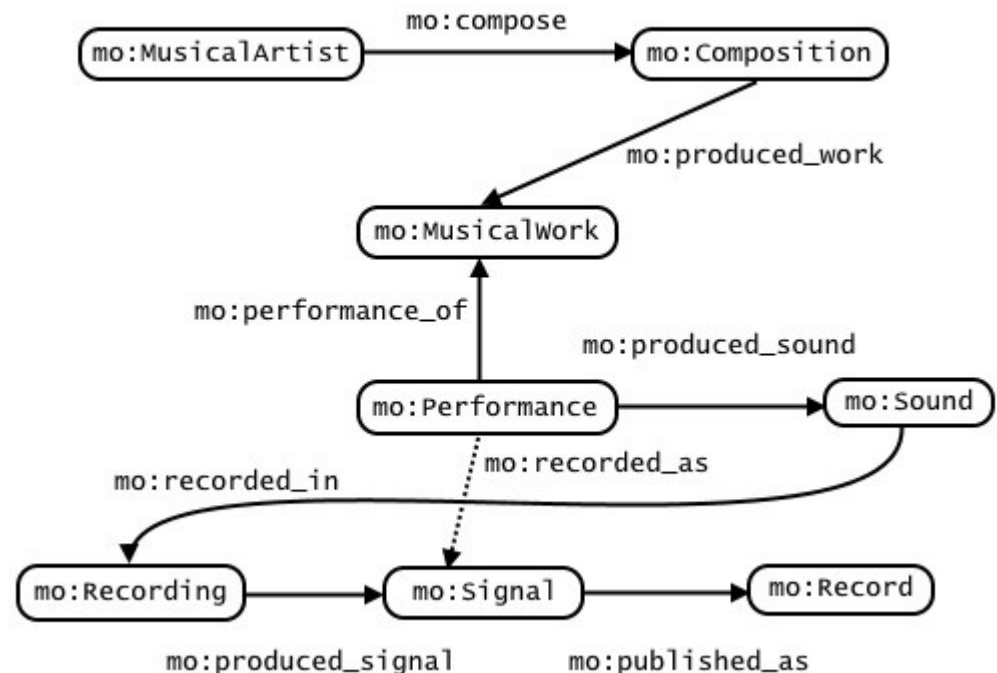 mo:compose
mo:MusicalArtist
mo:Composition
mo:produced_work
mo:MusicalWork
mo:performance_of
mo:produced_sound
mo:Performance
mo:Sound
mo:recorded_as
mo:recorded_in
mo:Recording
mo:Signal
mo:Record
mo:produced_signal
mo:published_as